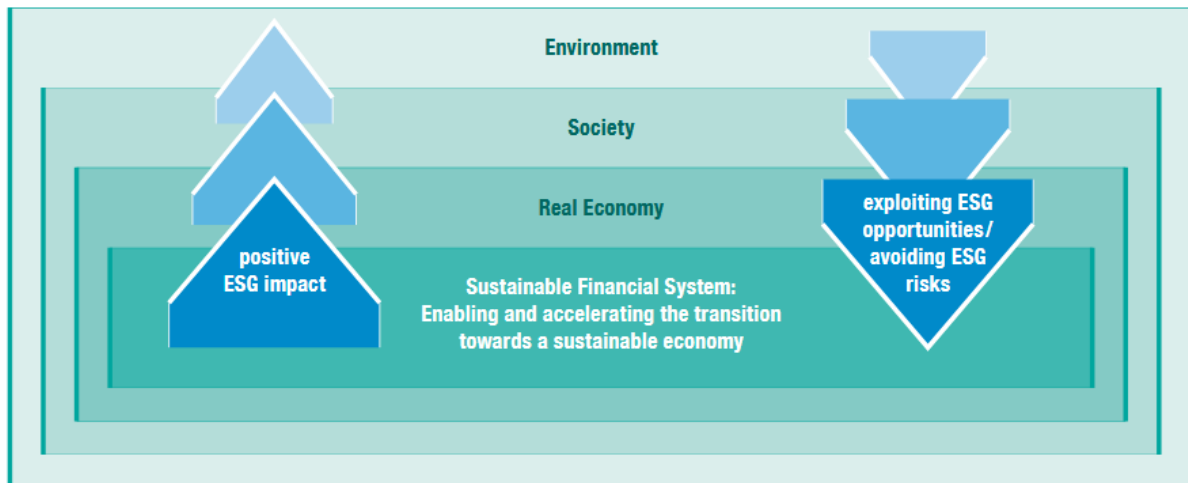 Environment
Society
Real Economy
positive
ESG impact
Sustainable Financial System:
Enabling and accelerating the transition
towards a sustainable economy
exploiting ESG
opportunities/
avoiding ESG
risks